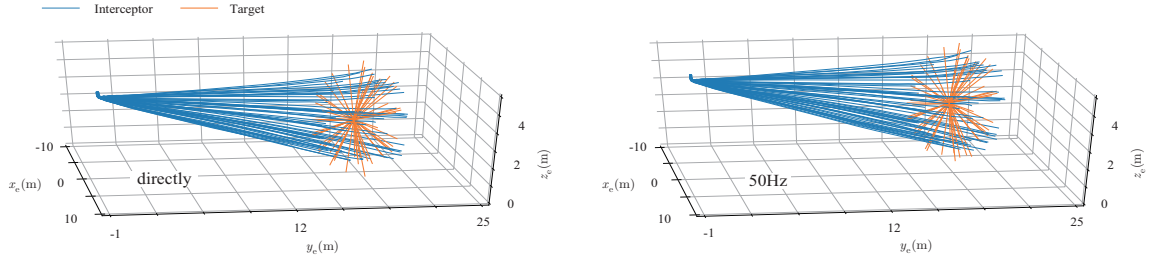 Interceptor
Target
directly
-10
0
10
x_e(m)
-1
12
25
y_e(m)
0
2
4
z_e(m)
50Hz
-10
0
10
x_e(m)
-1
12
25
y_e(m)
0
2
4
z_e(m)